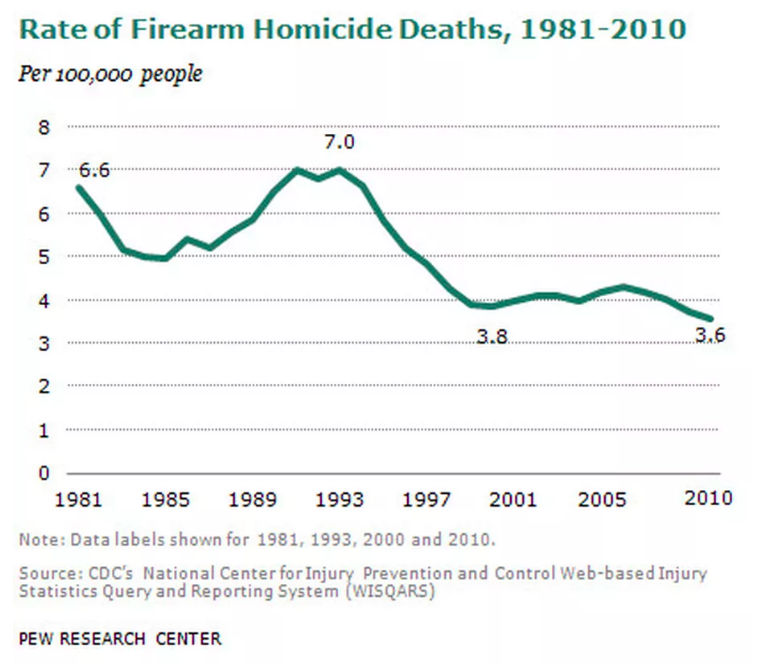 Rate of Firearm Homicide Deaths, 1981-2010
Per 100,000 people
8
7.0
7
6.6
6
5
4
3.8
3.6
3
2
1
0
1981 1985 1989 1993 1997 2001 2005 2010
Note: Data labels shown for 1981, 1993, 2000 and 2010.
Source: CDC's National Center for Injury Prevention and Control Web-based Injury
Statistics Query and Reporting System (WISQARS)
PEW RESEARCH CENTER